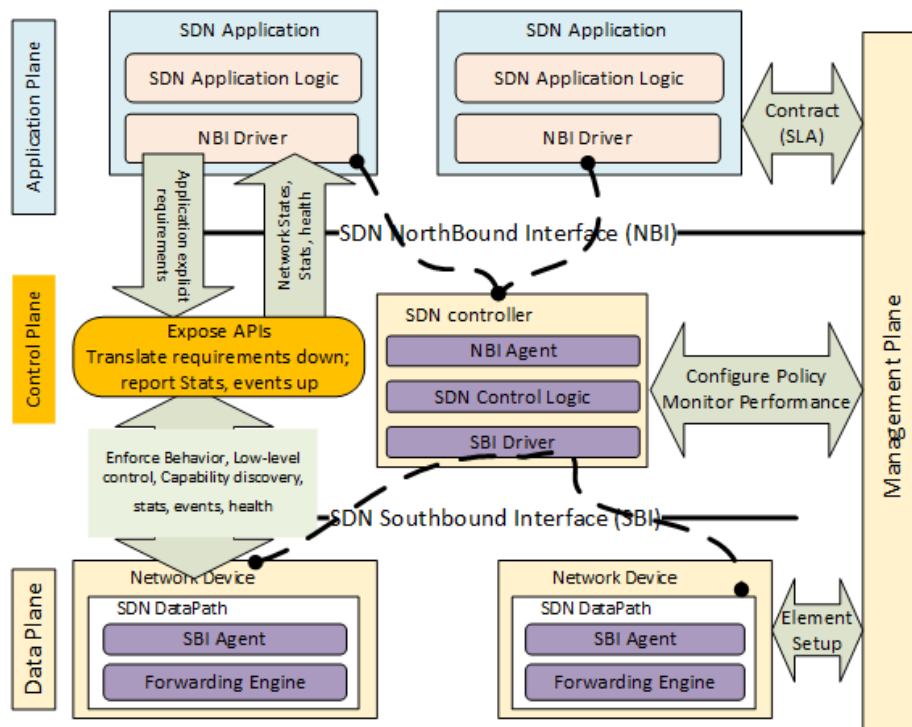 Application Plane
SDN Application
SDN Application Logic
NBI Driver
SDN Application
SDN Application Logic
NBI Driver
Contract
(SLA)
Application explicit
requirements
Network States,
Stats, health
SDN NorthBound Interface (NBI)
Management Plane
Control Plane
Expose APIs
Translate requirements down;
report Stats, events up
SDN controller
NBI Agent
SDN Control Logic
SBI Driver
Configure Policy
Monitor Performance
Enforce Behavior, Low-level
control, Capability discovery,
stats, events, health
SDN Southbound Interface (SBI)
Data Plane
Network Device
SDN DataPath
SBI Agent
Forwarding Engine
Network Device
SDN DataPath
SBI Agent
Forwarding Engine
Element
Setup